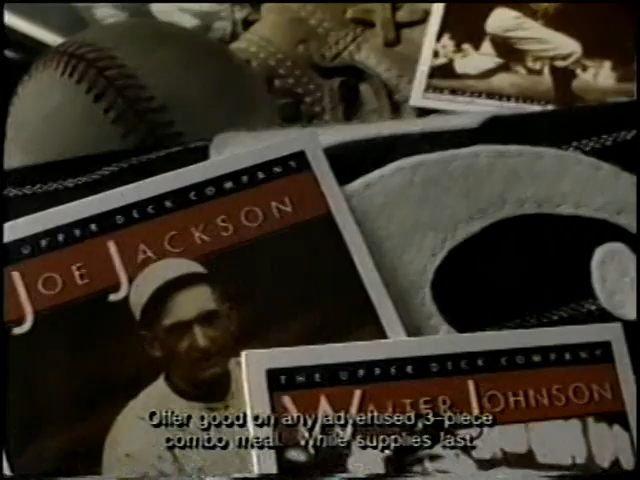 UPPER DECK COMPANY
JOE JACKSON
THE UPPER DECK COMPANY
WALTER JOHNSON
Offer good on any advertised 3-piece
combo meal. While supplies last.